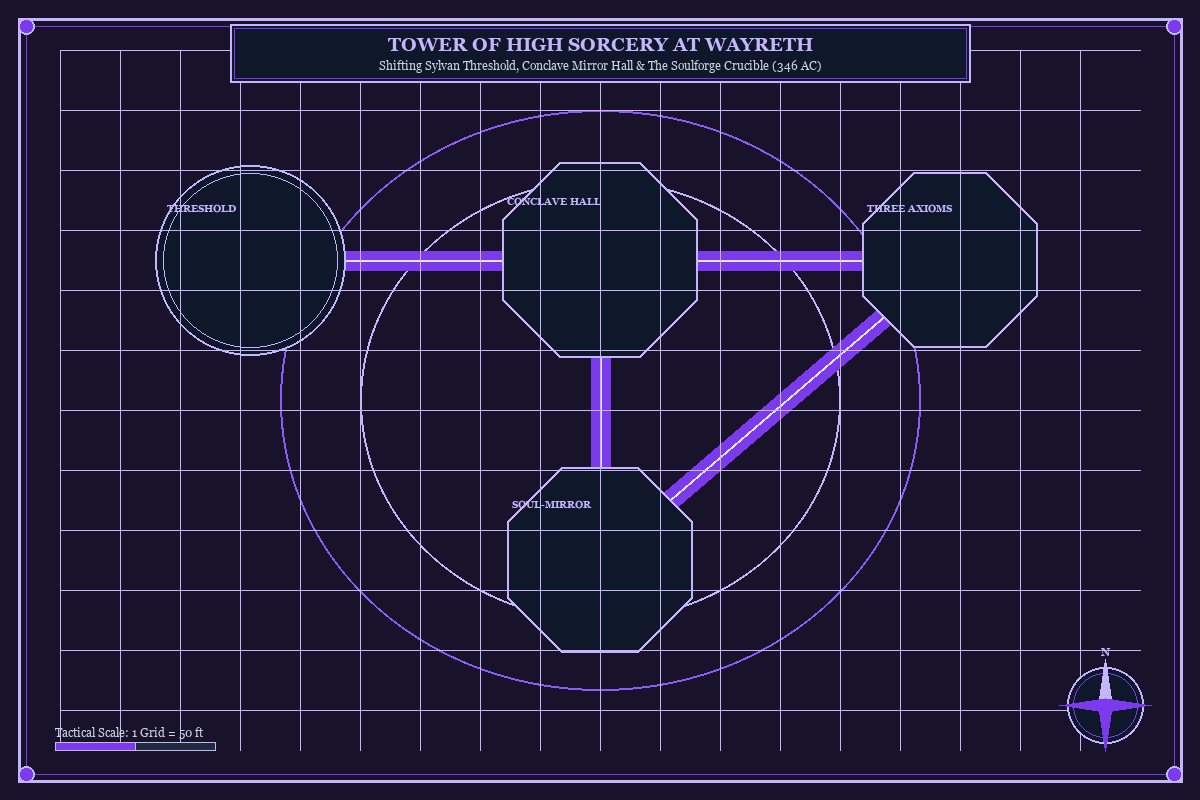 TOWER OF HIGH SORCERY AT WAYRETH
Shifting Sylvan Threshold, Conclave Mirror Hall & The Soulforge Crucible (346 AC)
THRESHOLD
CONCLAVE HALL
THREE AXIOMS
SOUL-MIRROR
N
Tactical Scale: 1 Grid = 50 ft